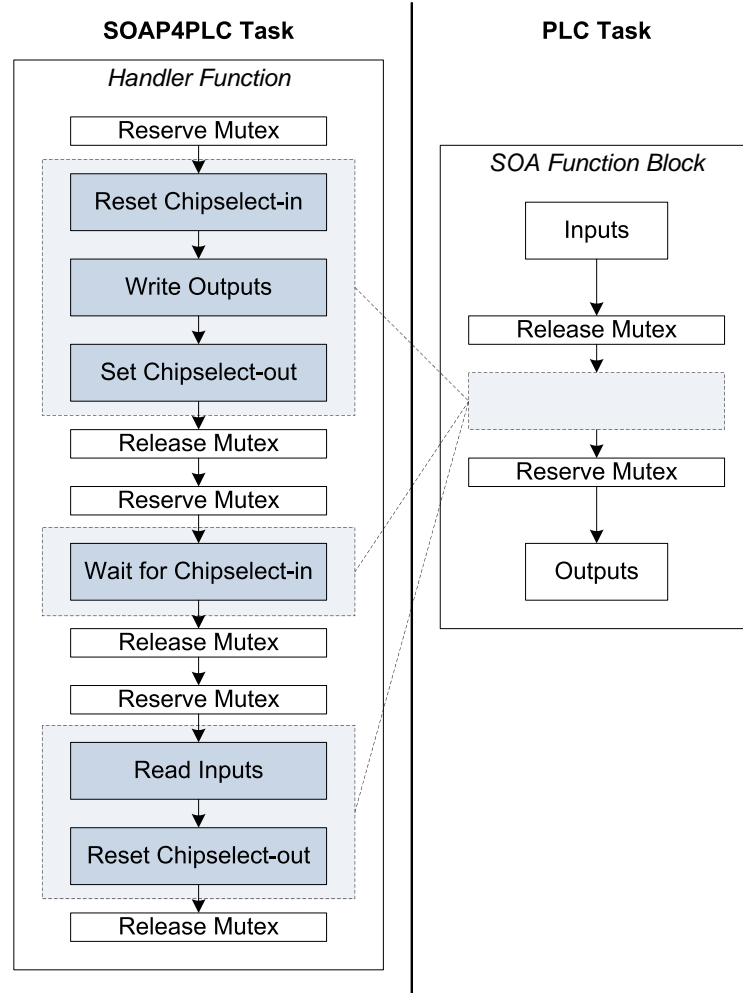 SOAP4PLC Task
Handler Function
Reserve Mutex
Reset Chipselect-in
Write Outputs
Set Chipselect-out
Release Mutex
Reserve Mutex
Wait for Chipselect-in
Release Mutex
Reserve Mutex
Read Inputs
Reset Chipselect-out
Release Mutex
PLC Task
SOA Function Block
Inputs
Release Mutex
Reserve Mutex
Outputs